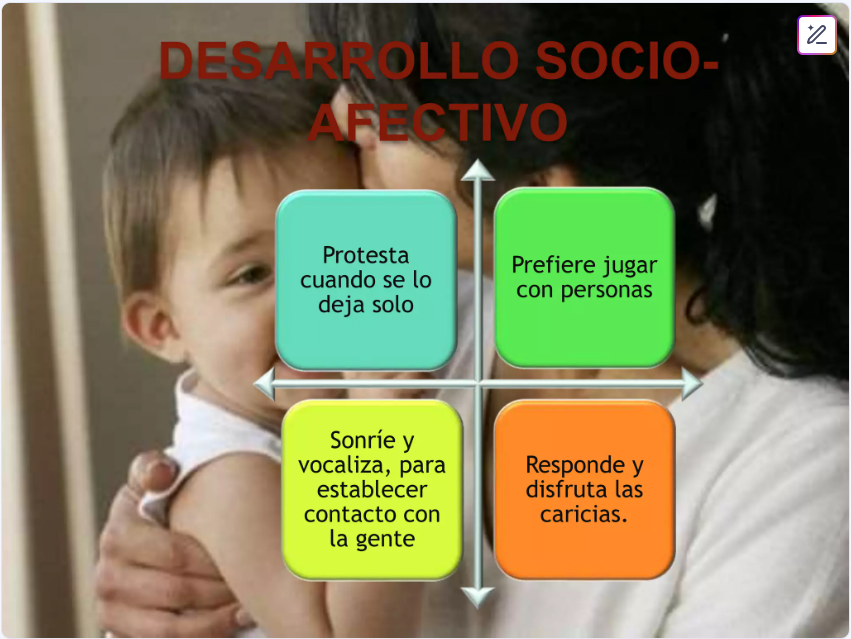 DESARROLLO SOCIO-
AFECTIVO
Protesta
cuando se lo
deja solo
Prefiere jugar
con personas
Sonríe y
vocaliza, para
establecer
contacto con
la gente
Responde y
disfruta las
caricias.